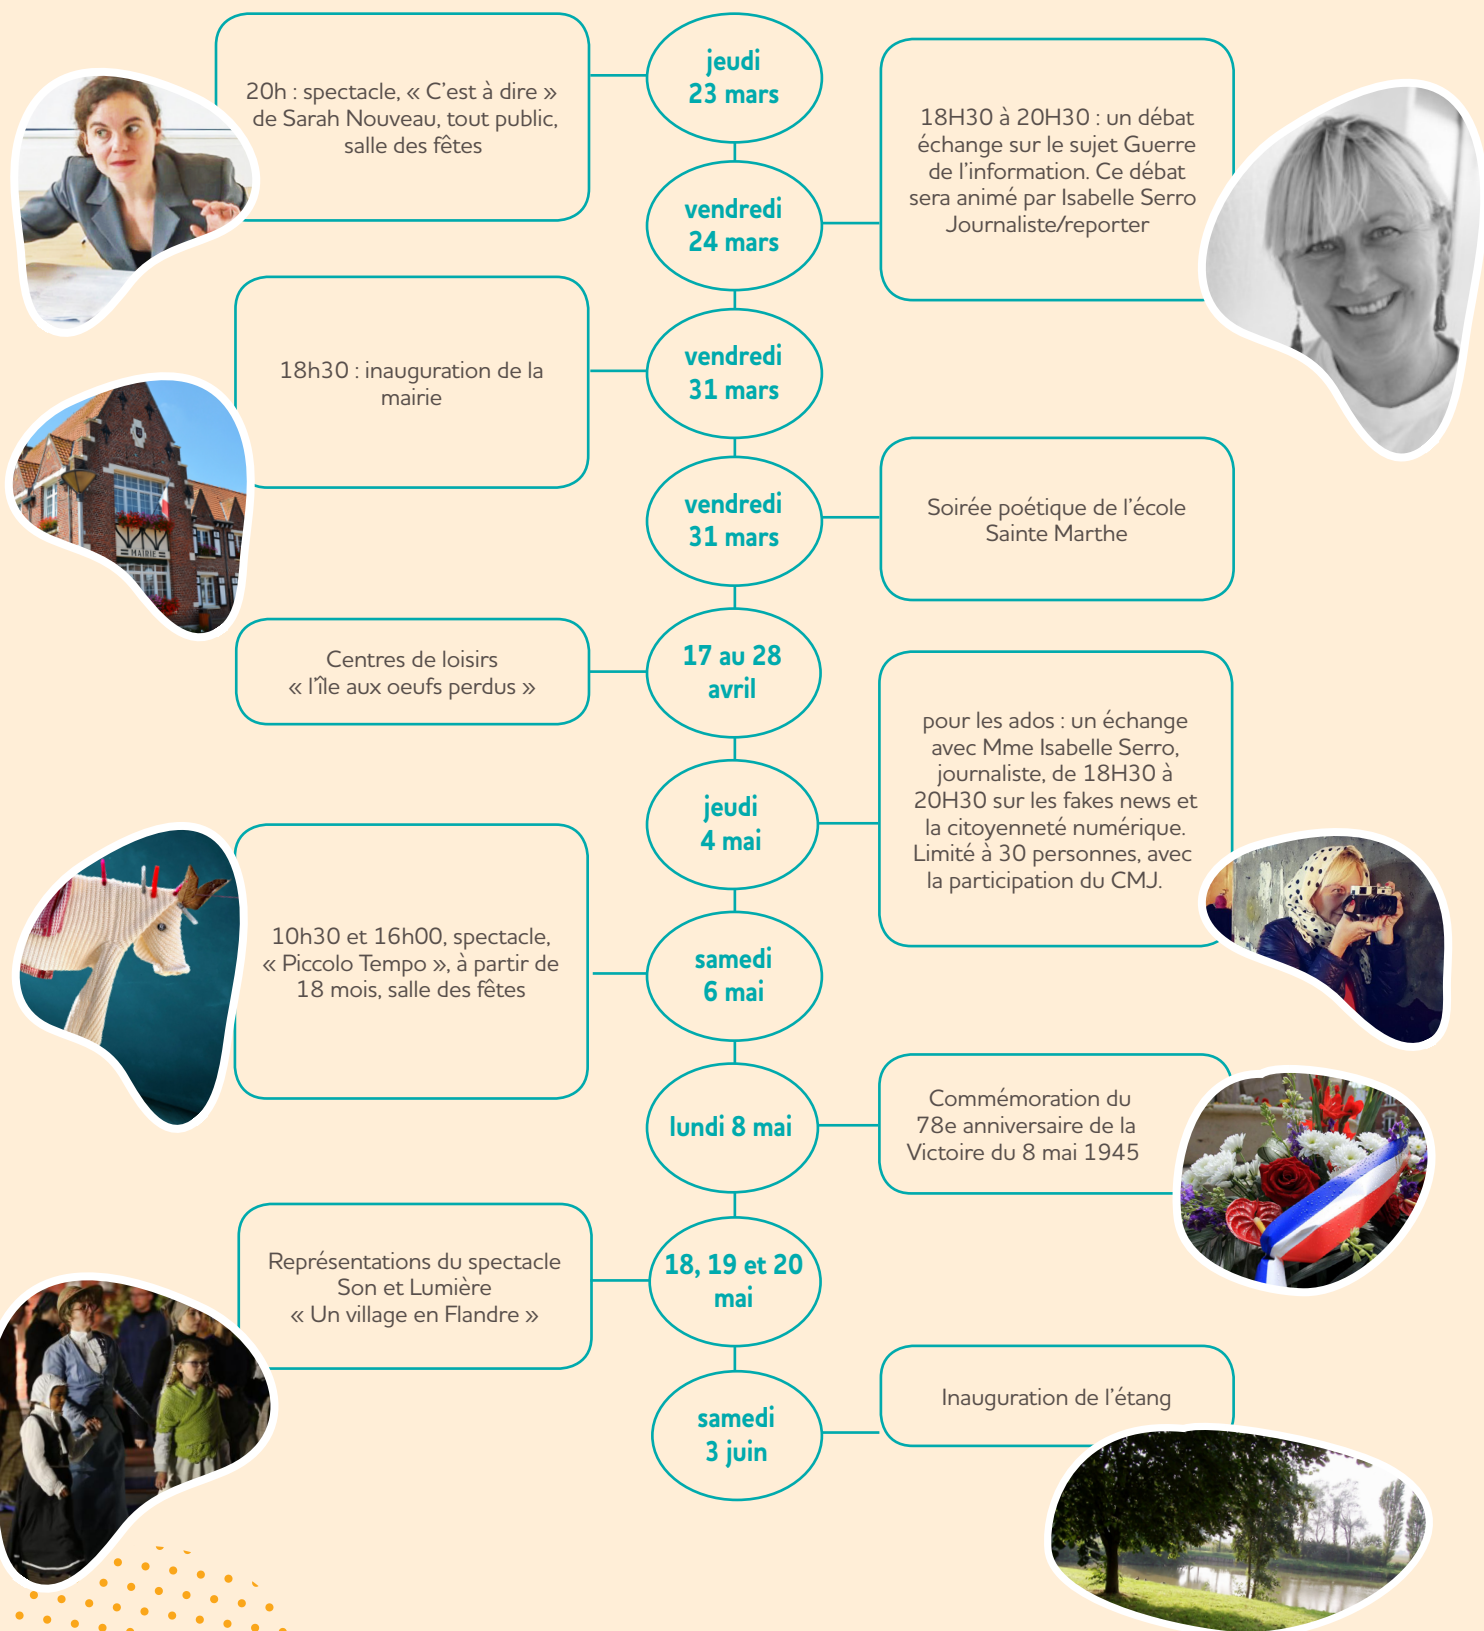 jeudi
23 mars
20h : spectacle, « C'est à dire »
de Sarah Nouveau, tout public,
salle des fêtes
vendredi
24 mars
18H30 à 20H30 : un débat
échange sur le sujet Guerre
de l'information. Ce débat
sera animé par Isabelle Serro
Journaliste/reporter
vendredi
31 mars
18h30 : inauguration de la
mairie
MAIRIE
vendredi
31 mars
Soirée poétique de l'école
Sainte Marthe
17 au 28
avril
Centres de loisirs
« l'île aux oeufs perdus »
jeudi
4 mai
pour les ados : un échange
avec Mme Isabelle Serro,
journaliste, de 18H30 à
20H30 sur les fakes news et
la citoyenneté numérique.
Limité à 30 personnes, avec
la participation du CMJ.
samedi
6 mai
10h30 et 16h00, spectacle,
« Piccolo Tempo », à partir de
18 mois, salle des fêtes
lundi 8 mai
Commémoration du
78e anniversaire de la
Victoire du 8 mai 1945
18, 19 et 20
mai
Représentations du spectacle
Son et Lumière
« Un village en Flandre »
samedi
3 juin
Inauguration de l'étang